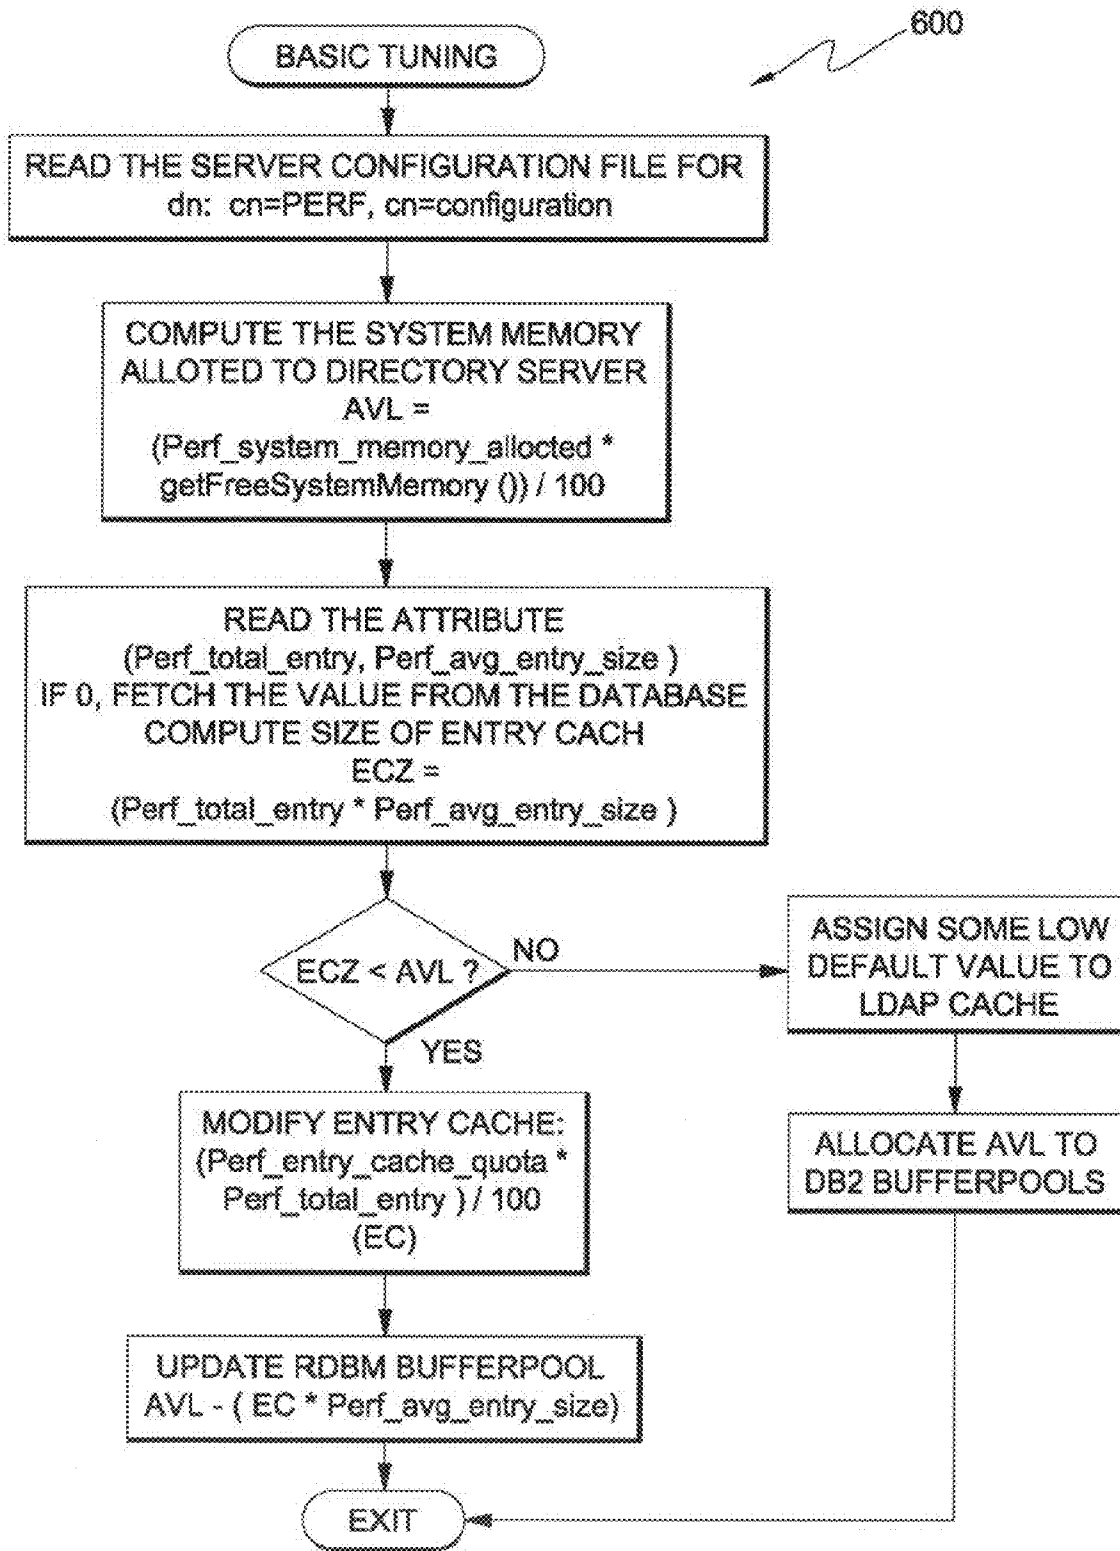 600
BASIC TUNING
READ THE SERVER CONFIGURATION FILE FOR
dn: cn=PERF, cn=configuration
COMPUTE THE SYSTEM MEMORY
ALLOTED TO DIRECTORY SERVER
AVL =
(Perf_system_memory_allocted *
getFreeSystemMemory ()) / 100
READ THE ATTRIBUTE
(Perf_total_entry, Perf_avg_entry_size )
IF 0, FETCH THE VALUE FROM THE DATABASE
COMPUTE SIZE OF ENTRY CACH
ECZ =
(Perf_total_entry * Perf_avg_entry_size )
ECZ < AVL ?
NO
YES
ASSIGN SOME LOW
DEFAULT VALUE TO
LDAP CACHE
ALLOCATE AVL TO
DB2 BUFFERPOOLS
MODIFY ENTRY CACHE:
(Perf_entry_cache_quota *
Perf_total_entry ) / 100
(EC)
UPDATE RDBM BUFFERPOOL
AVL - ( EC * Perf_avg_entry_size)
EXIT